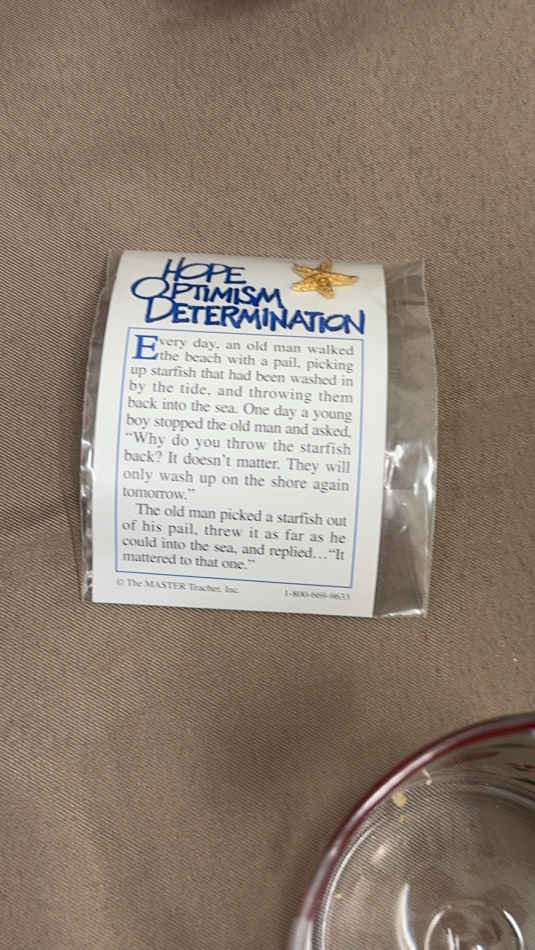 HOPE
OPTIMISM
DETERMINATION
Every day, an old man walked
the beach with a pail, picking
up starfish that had been washed in
by the tide, and throwing them
back into the sea. One day a young
boy stopped the old man and asked,
“Why do you throw the starfish
back? It doesn’t matter. They will
only wash up on the shore again
tomorrow.”
The old man picked a starfish out
of his pail, threw it as far as he
could into the sea, and replied…“It
mattered to that one.”
© The MASTER Teacher, Inc.
1-800-669-9633